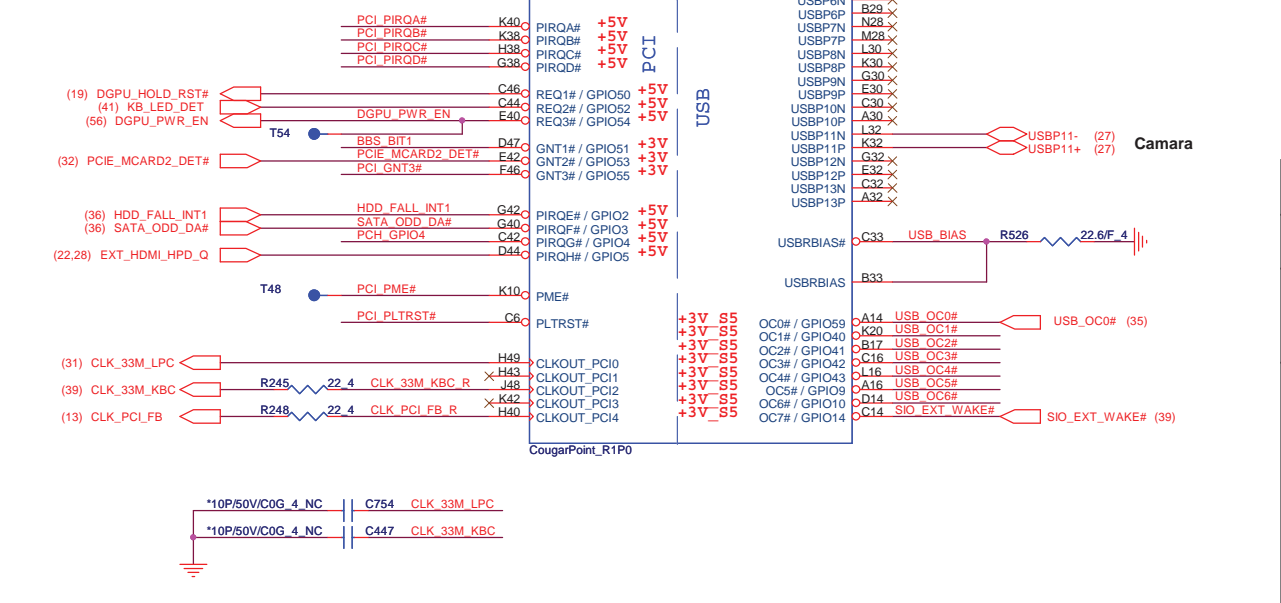 USBP6N
B29 USBP6P
PCI_PIRQA# K40 PIRQA# +5V N28 USBP7N
PCI_PIRQB# K38 PIRQB# +5V M28 USBP7P
PCI_PIRQC# H38 PIRQC# +5V L30 USBP8N
PCI_PIRQD# G38 PIRQD# +5V K30 USBP8P
PCI
USB
G30 USBP9N
(19) DGPU_HOLD_RST# C46 REQ1# / GPIO50 +5V E30 USBP9P
(41) KB_LED_DET C44 REQ2# / GPIO52 +5V C30 USBP10N
(56) DGPU_PWR_EN DGPU_PWR_EN E40 REQ3# / GPIO54 +5V A30 USBP10P
T54 USBP11N L32 USBP11- (27)
BBS_BIT1 D47 GNT1# / GPIO51 +3V USBP11P K32 USBP11+ (27) Camara
(32) PCIE_MCARD2_DET# PCIE_MCARD2_DET# E42 GNT2# / GPIO53 +3V USBP12N G32
PCI_GNT3# F46 GNT3# / GPIO55 +3V USBP12P E32
USBP13N C32
USBP13P A32
(36) HDD_FALL_INT1 HDD_FALL_INT1 G42 PIRQE# / GPIO2 +5V
(36) SATA_ODD_DA# SATA_ODD_DA# G40 PIRQF# / GPIO3 +5V
PCH_GPIO4 C42 PIRQG# / GPIO4 +5V USBRBIAS# C33 USB_BIAS R526 22.6/F_4
(22,28) EXT_HDMI_HPD_Q D44 PIRQH# / GPIO5 +5V
USBRBIAS B33
T48 PCI_PME# K10 PME#
PCI_PLTRST# C6 PLTRST# +3V_S5 OC0# / GPIO59 A14 USB_OC0# USB_OC0# (35)
+3V_S5 OC1# / GPIO40 K20 USB_OC1#
+3V_S5 OC2# / GPIO41 B17 USB_OC2#
(31) CLK_33M_LPC H49 CLKOUT_PCI0 +3V_S5 OC3# / GPIO42 C16 USB_OC3#
H43 CLKOUT_PCI1 +3V_S5 OC4# / GPIO43 L16 USB_OC4#
(39) CLK_33M_KBC R245 22_4 CLK_33M_KBC_R J48 CLKOUT_PCI2 +3V_S5 OC5# / GPIO9 A16 USB_OC5#
K42 CLKOUT_PCI3 +3V_S5 OC6# / GPIO10 D14 USB_OC6#
(13) CLK_PCI_FB R248 22_4 CLK_PCI_FB_R H40 CLKOUT_PCI4 +3V_S5 OC7# / GPIO14 C14 SIO_EXT_WAKE# SIO_EXT_WAKE# (39)
CougarPoint_R1P0
*10P/50V/C0G_4_NC C754 CLK_33M_LPC
*10P/50V/C0G_4_NC C447 CLK_33M_KBC